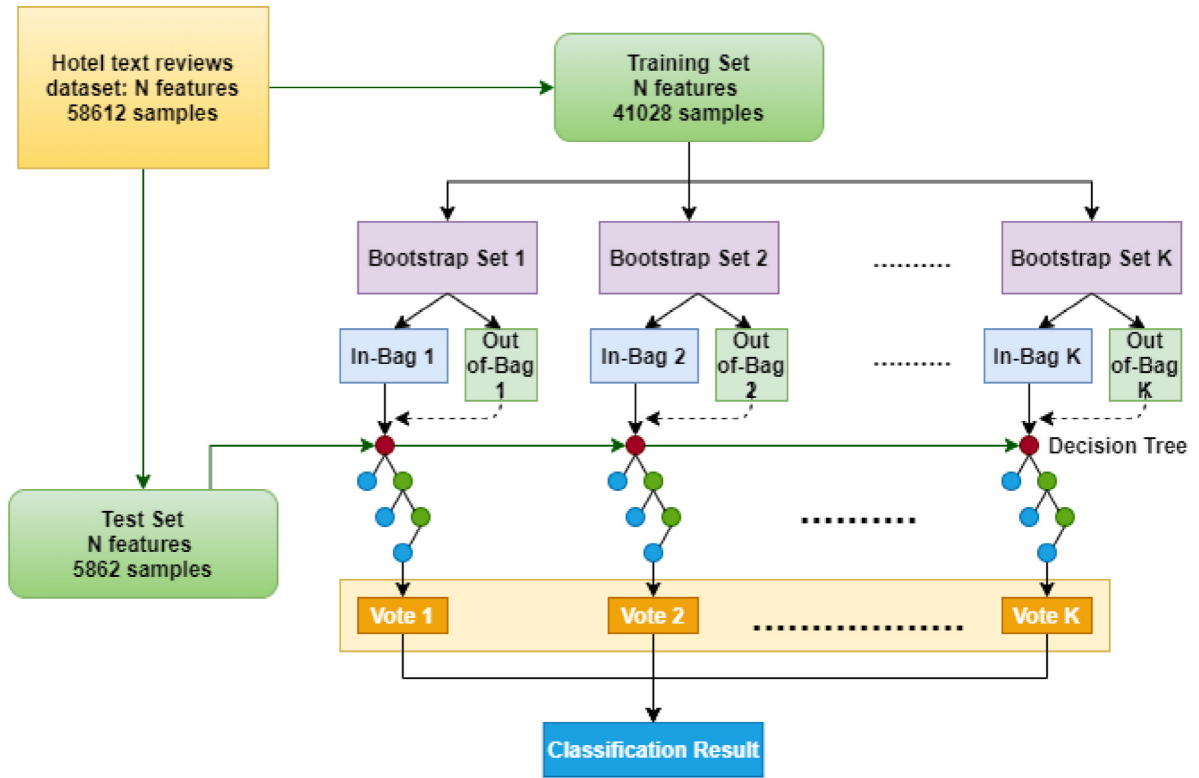 Hotel text reviews
dataset: N features
58612 samples
Training Set
N features
41028 samples
Bootstrap Set 1
Bootstrap Set 2
..........
Bootstrap Set K
In-Bag 1
Out
of-Bag
1
In-Bag 2
Out
of-Bag
2
..........
In-Bag K
Out
of-Bag
K
Decision Tree
Test Set
N features
5862 samples
..........
Vote 1
Vote 2
.................
Vote K
Classification Result